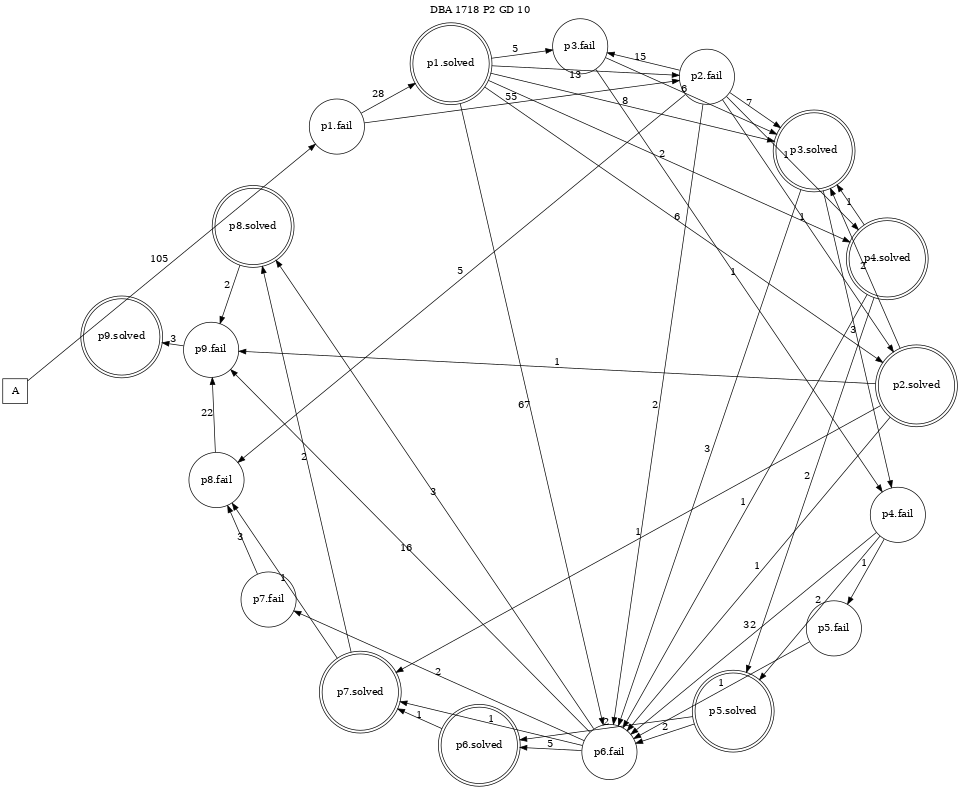 DBA 1718 P2 GD 10
p3.fail
p1.solved
5
15
p2.fail
13
6
28
55
8
7
p1.fail
p3.solved
2
1
1
1
p8.solved
6
105
p4.solved
5
1
2
2
3
p9.solved
3
p9.fail
1
p2.solved
A
67
2
22
3
2
p8.fail
2
3
1
p4.fail
1
3
16
1
1
1
p7.fail
2
p5.fail
32
2
1
p7.solved
p5.solved
1
1
2
2
p6.solved
5
p6.fail